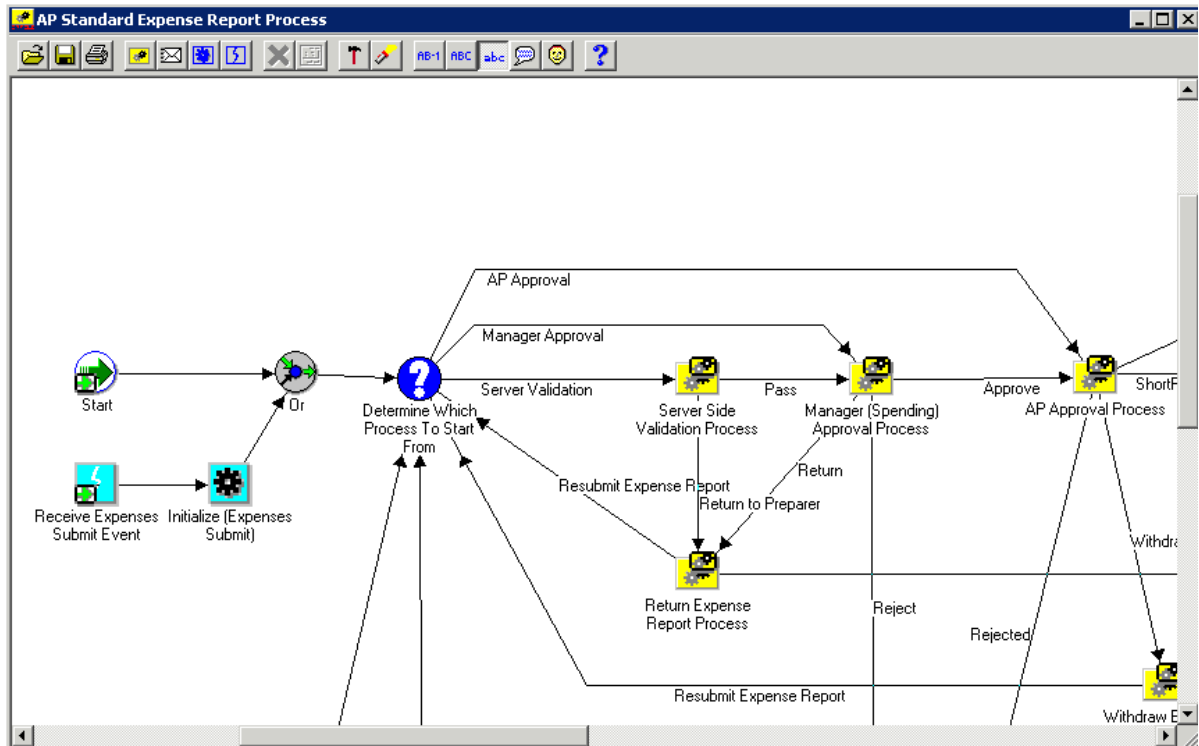 AP Standard Expense Report Process
AB-1
ABC
abc
AP Approval
Manager Approval
Start
Or
Server Validation
Pass
Approve
Determine Which
Process To Start
From
Server Side
Validation Process
Manager (Spending)
Approval Process
AP Approval Process
Return
Resubmit Expense Report
Return to Preparer
Receive Expenses
Submit Event
Initialize (Expenses
Submit)
Return Expense
Report Process
Reject
Rejected
Resubmit Expense Report
Withdraw E